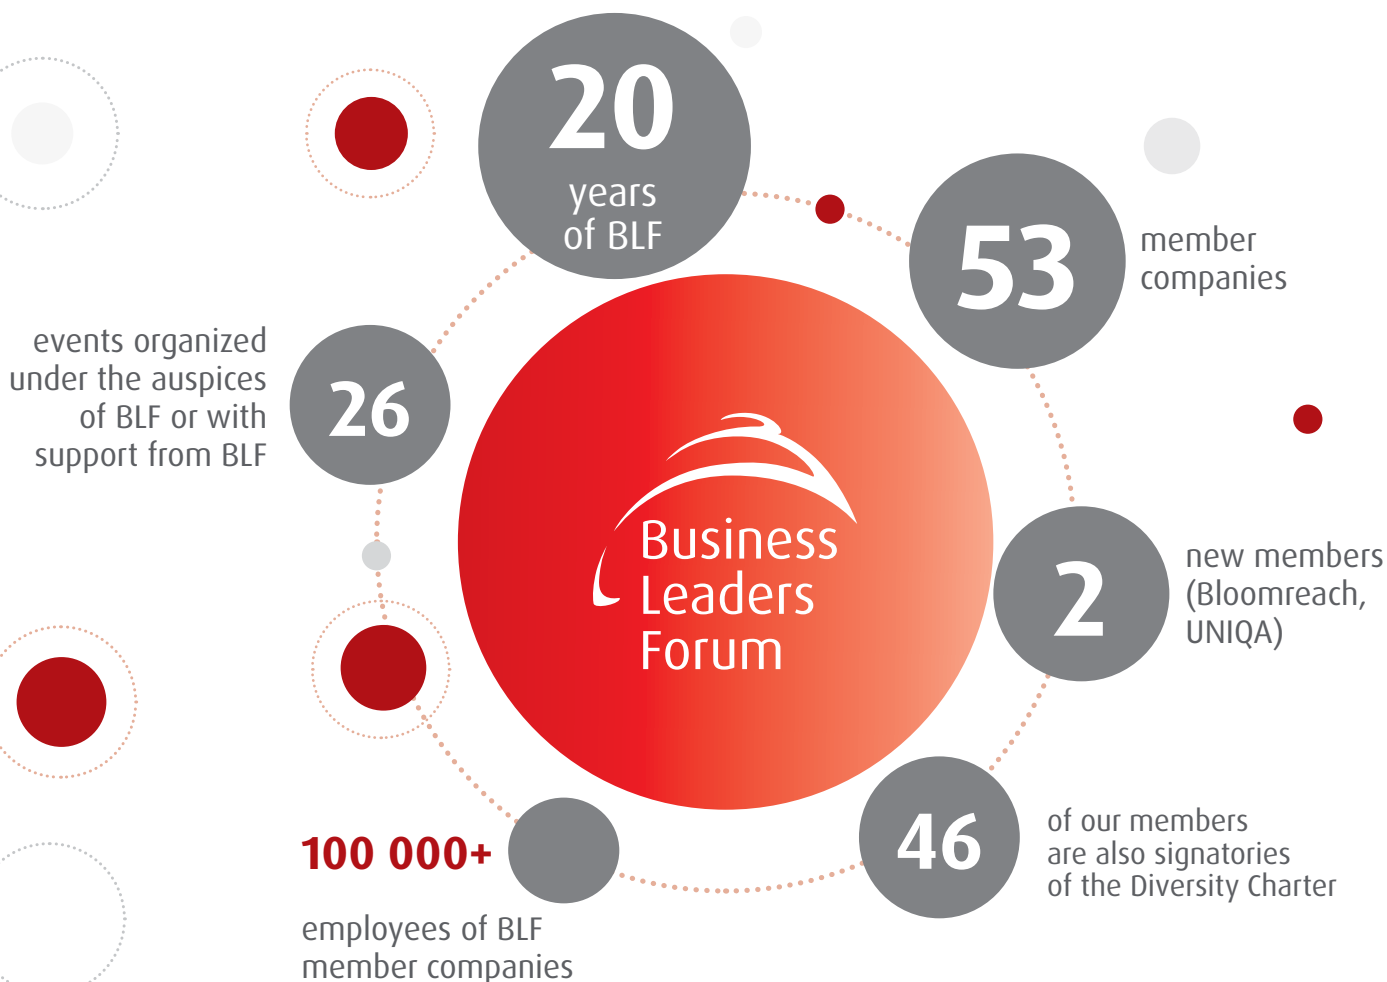 20
years
of BLF
53
member
companies
events organized
under the auspices
of BLF or with
support from BLF
26
Business
Leaders
Forum
2
new members
(Bloomreach,
UNIQA)
46
of our members
are also signatories
of the Diversity Charter
100 000+
employees of BLF
member companies